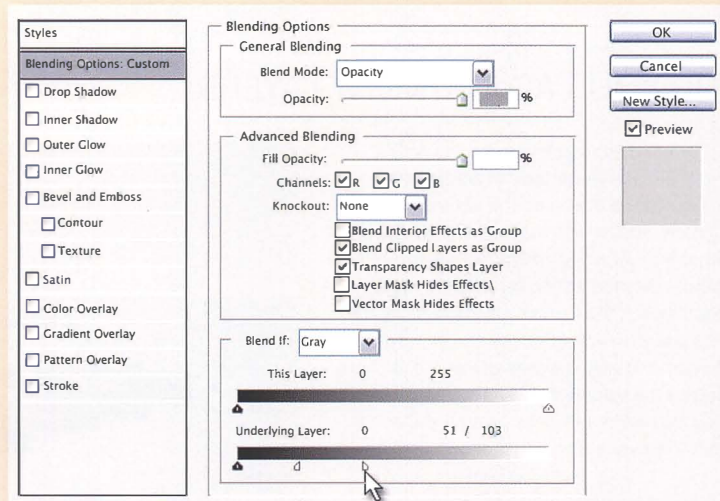 Styles
Blending Options: Custom
Drop Shadow
Inner Shadow
Outer Glow
Inner Glow
Bevel and Emboss
Contour
Texture
Satin
Color Overlay
Gradient Overlay
Pattern Overlay
Stroke
Blending Options
General Blending
Blend Mode: Opacity
Opacity: %
Advanced Blending
Fill Opacity: %
Channels: R G B
Knockout: None
Blend Interior Effects as Group
Blend Clipped Layers as Group
Transparency Shapes Layer
Layer Mask Hides Effects\
Vector Mask Hides Effects
Blend If: Gray
This Layer: 0 255
Underlying Layer: 0 51 / 103
OK
Cancel
New Style...
Preview